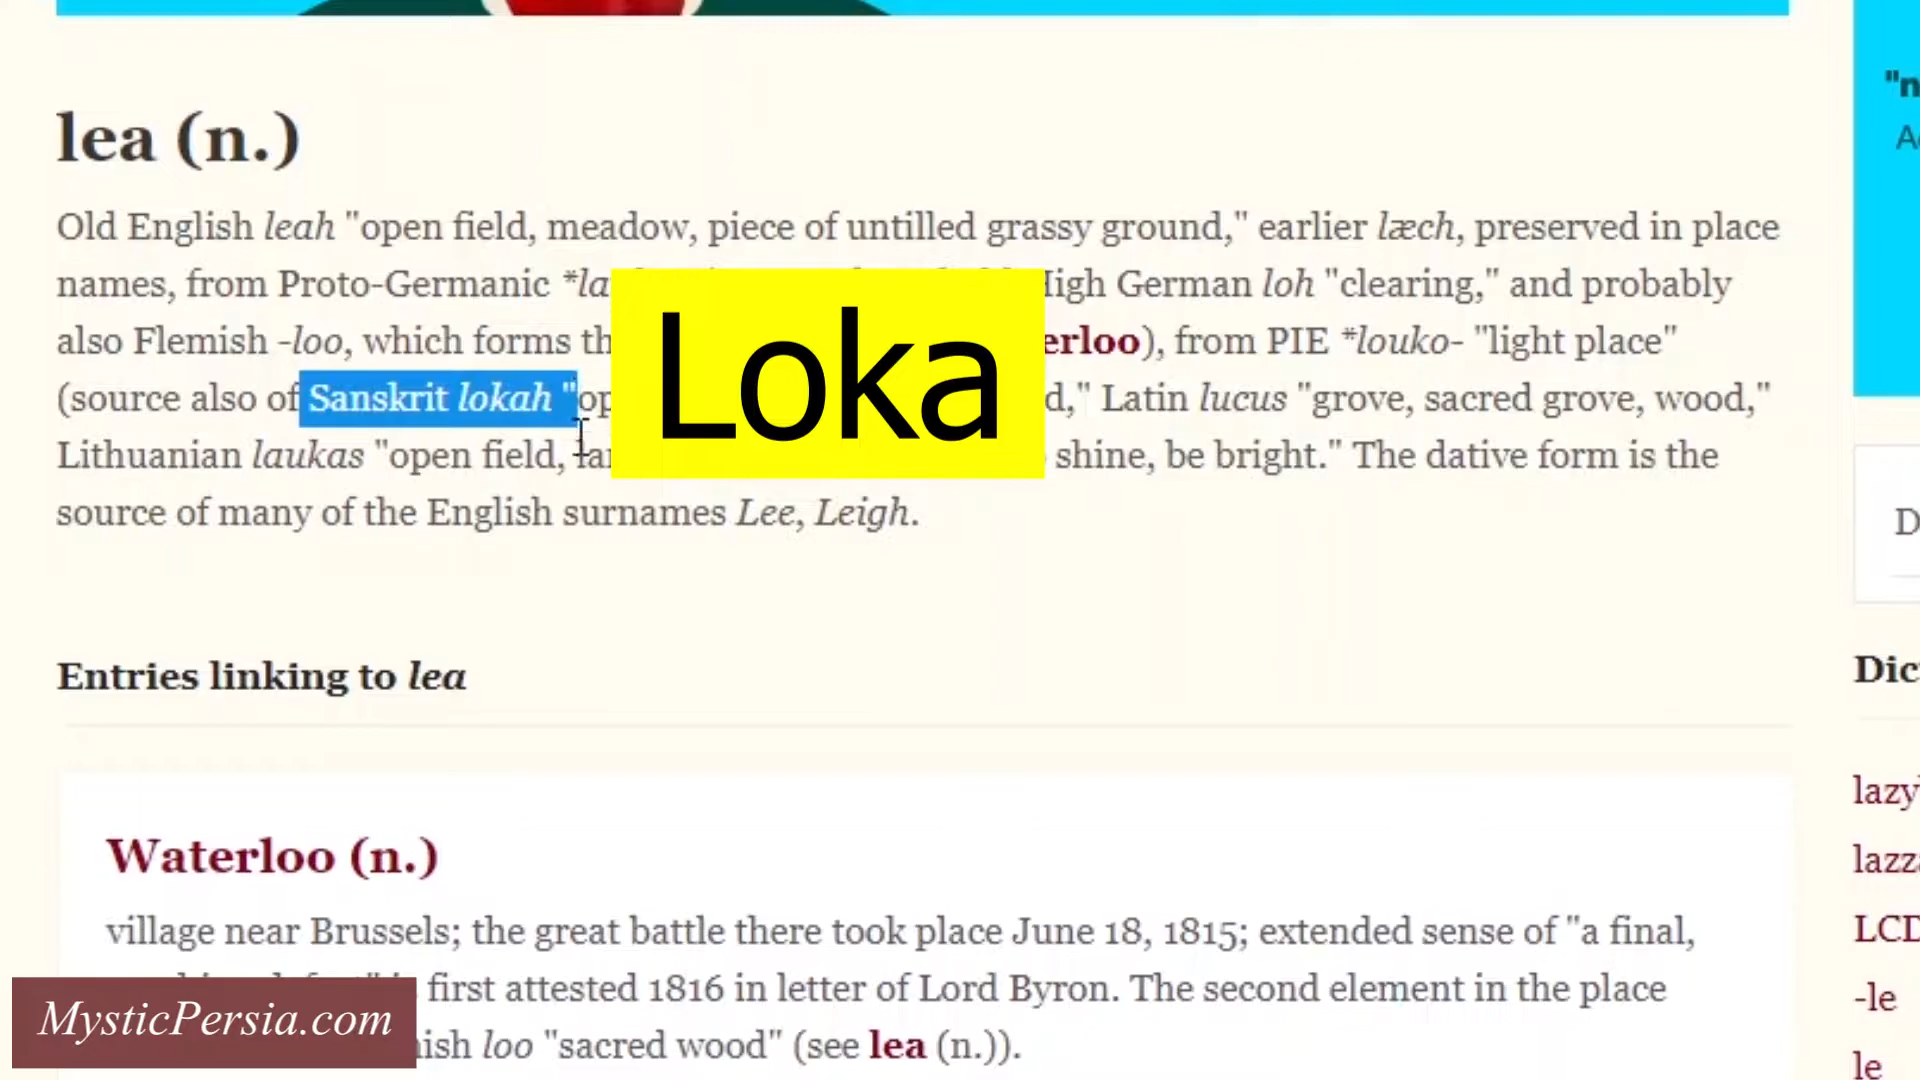 lea (n.)
Old English leah "open field, meadow, piece of untilled grassy ground," earlier læch, preserved in place
names, from Proto-Germanic *la High German loh "clearing," and probably
also Flemish -loo, which forms th erloo), from PIE *louko- "light place"
(source also of Sanskrit lokah "op d," Latin lucus "grove, sacred grove, wood,"
Lithuanian laukas "open field, shine, be bright." The dative form is the
source of many of the English surnames Lee, Leigh.
Loka
Entries linking to lea
Waterloo (n.)
village near Brussels; the great battle there took place June 18, 1815; extended sense of "a final,
first attested 1816 in letter of Lord Byron. The second element in the place
ish loo "sacred wood" (see lea (n.)).
MysticPersia.com
"n
Dic
lazy
lazz
LCD
-le
le